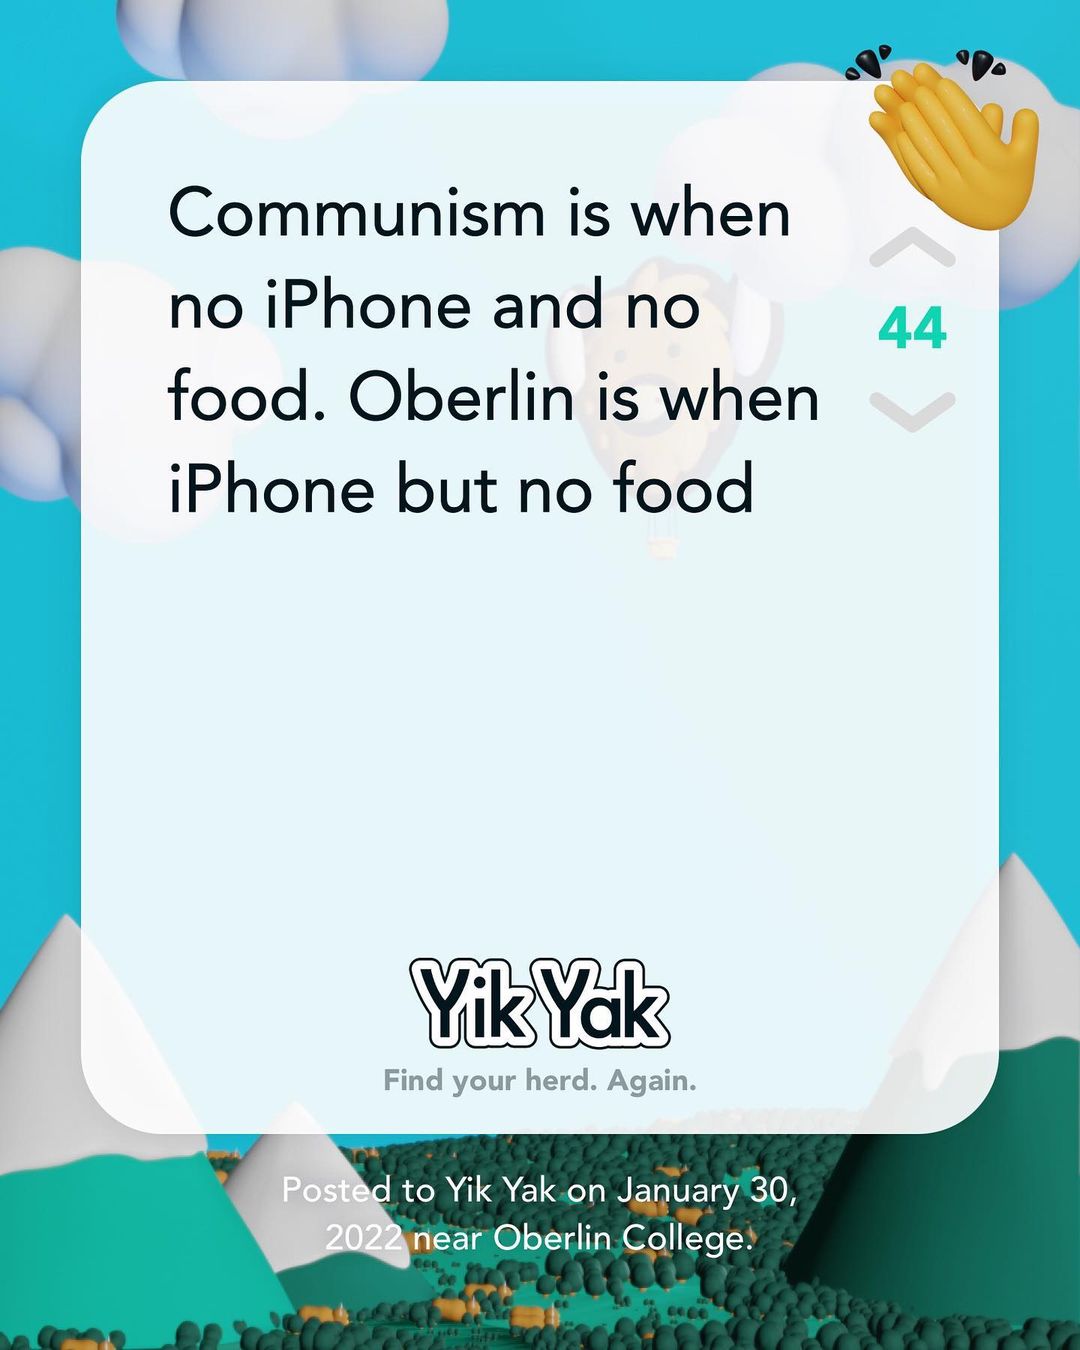 Communism is when
no iPhone and no
food. Oberlin is when
iPhone but no food
44
Yik Yak
Find your herd. Again.
Posted to Yik Yak on January 30,
2022 near Oberlin College.